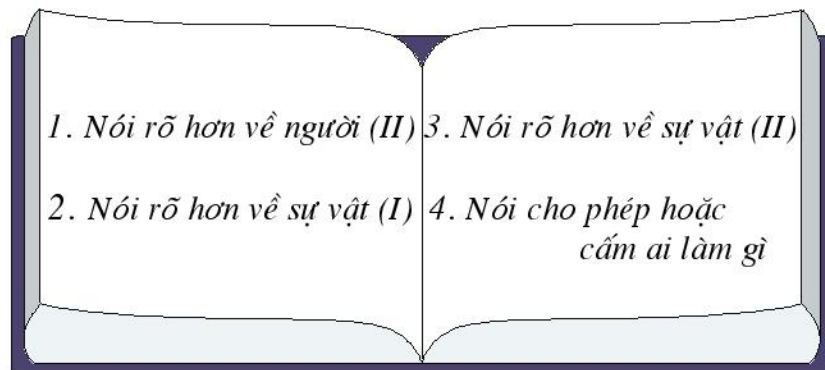 1. Nói rõ hơn về người (II)
2. Nói rõ hơn về sự vật (I)
3. Nói rõ hơn về sự vật (II)
4. Nói cho phép hoặc
cấm ai làm gì